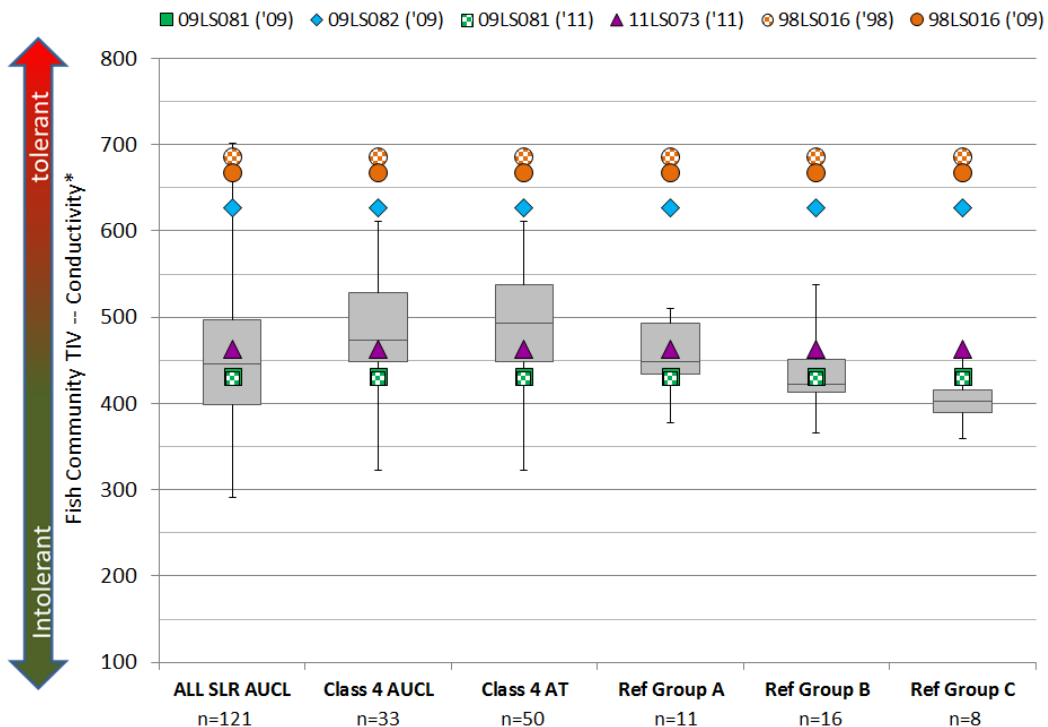 09LS081 ('09) 09LS082 ('09) 09LS081 ('11) 11LS073 ('11) 98LS016 ('98) 98LS016 ('09)
tolerant
Intolerant
Fish Community TIV -- Conductivity*
800
700
600
500
400
300
200
100
ALL SLR AUCL Class 4 AUCL Class 4 AT Ref Group A Ref Group B Ref Group C
n=121 n=33 n=50 n=11 n=16 n=8